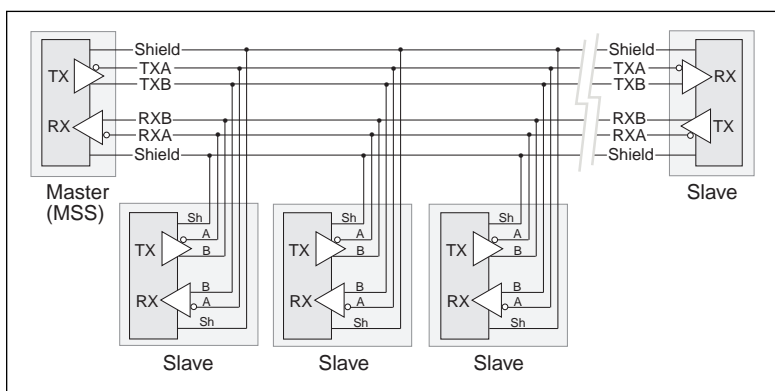 Shield Shield
TX TXA TXA RX
TXB TXB
RX RXB RXB TX
RXA RXA
Shield Shield
Master
(MSS)
Slave
Sh Sh Sh
A A A
TX B TX B TX B
B B B
RX A RX A RX A
Sh Sh Sh
Slave Slave Slave